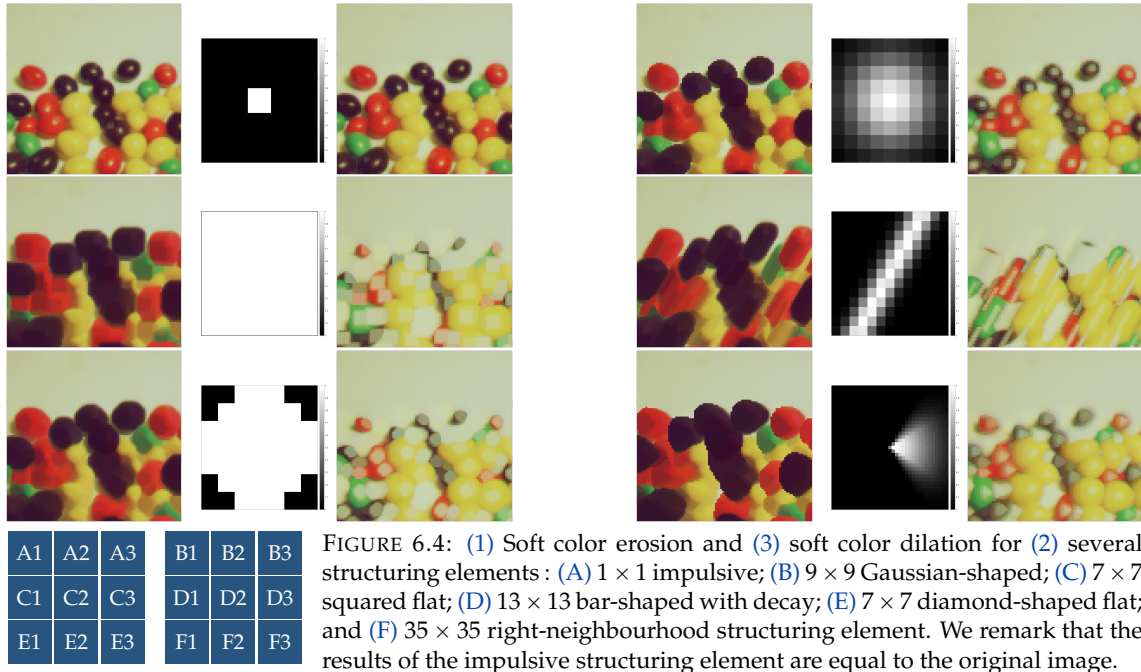 A1 A2 A3 B1 B2 B3
C1 C2 C3 D1 D2 D3
E1 E2 E3 F1 F2 F3
FIGURE 6.4: (1) Soft color erosion and (3) soft color dilation for (2) several
structuring elements : (A) 1 × 1 impulsive; (B) 9 × 9 Gaussian-shaped; (C) 7 × 7
squared flat; (D) 13 × 13 bar-shaped with decay; (E) 7 × 7 diamond-shaped flat;
and (F) 35 × 35 right-neighbourhood structuring element. We remark that the
results of the impulsive structuring element are equal to the original image.